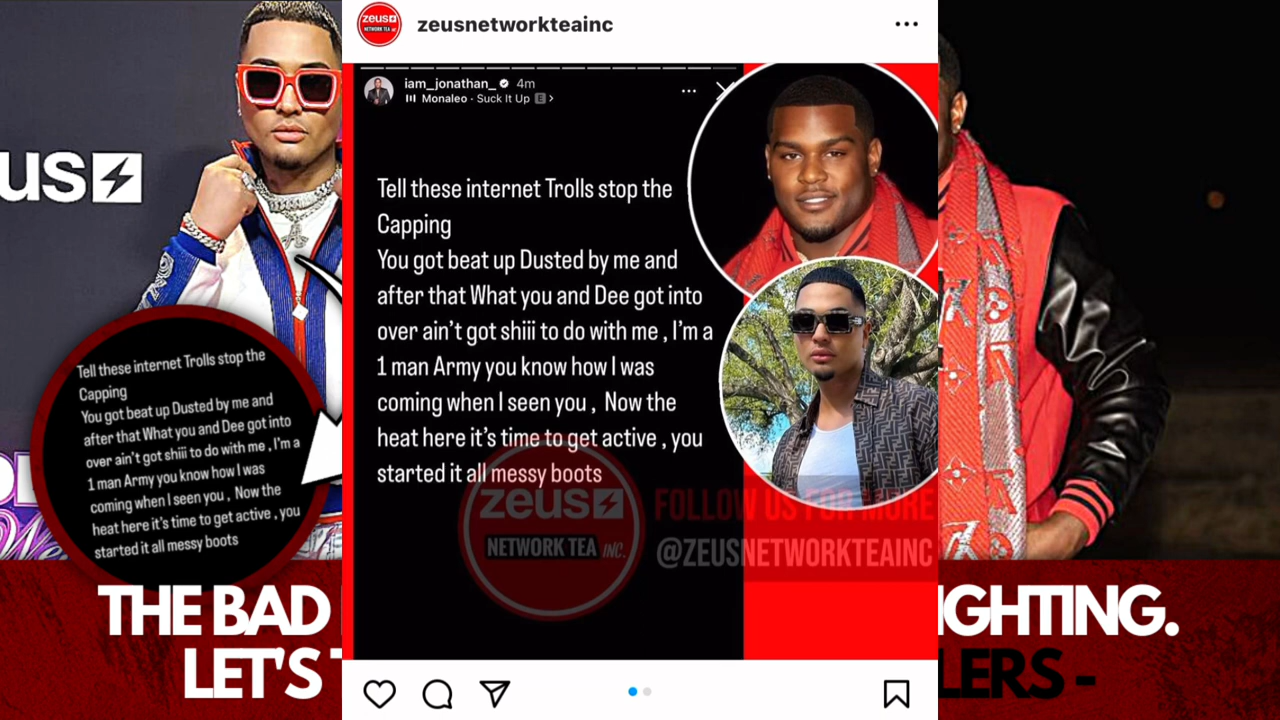 zeus
NETWORK TEA INC.
zeusnetworkteainc
iam_jonathan_ 4m
Monaleo · Suck It Up E >
Tell these internet Trolls stop the
Capping
You got beat up Dusted by me and
after that What you and Dee got into
over ain't got shiii to do with me , I'm a
1 man Army you know how I was
coming when I seen you , Now the
heat here it's time to get active , you
started it all messy boots
zeus
NETWORK TEA INC.
FOLLOW US FOR MORE
@ZEUSNETWORKTEAINC
us
Tell these internet Trolls stop the
Capping
You got beat up Dusted by me and
after that What you and Dee got into
over ain't got shiii to do with me , I'm a
1 man Army you know how I was
coming when I seen you , Now the
heat here it's time to get active , you
started it all messy boots
THE BAD IGHTING.
LET'S LERS -